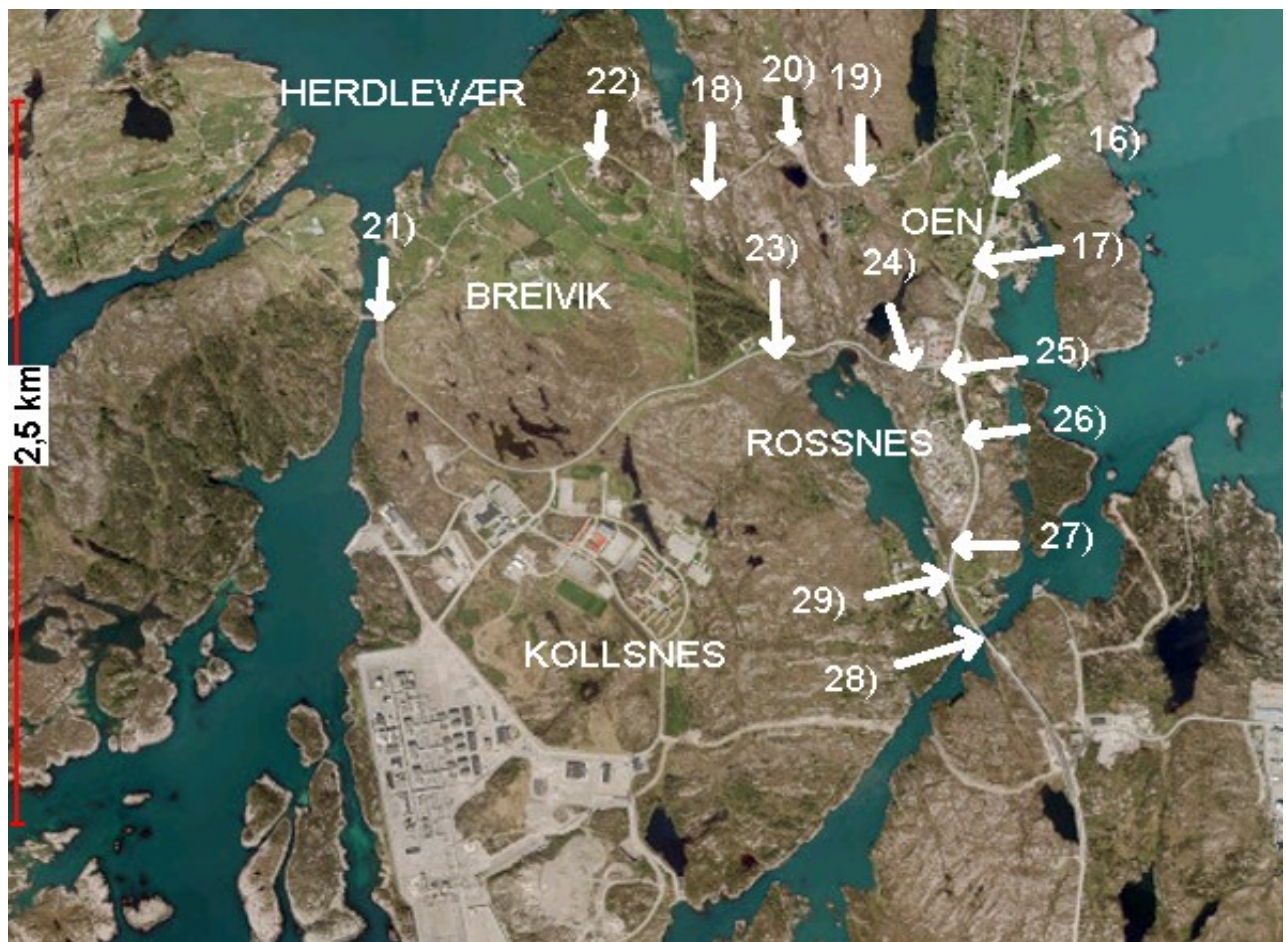 HERDLEVÆR
22)
18)
20)
19)
16)
OEN
21)
23)
24)
17)
BREIVIK
25)
2,5 km
ROSSNES
26)
27)
29)
KOLLSNES
28)